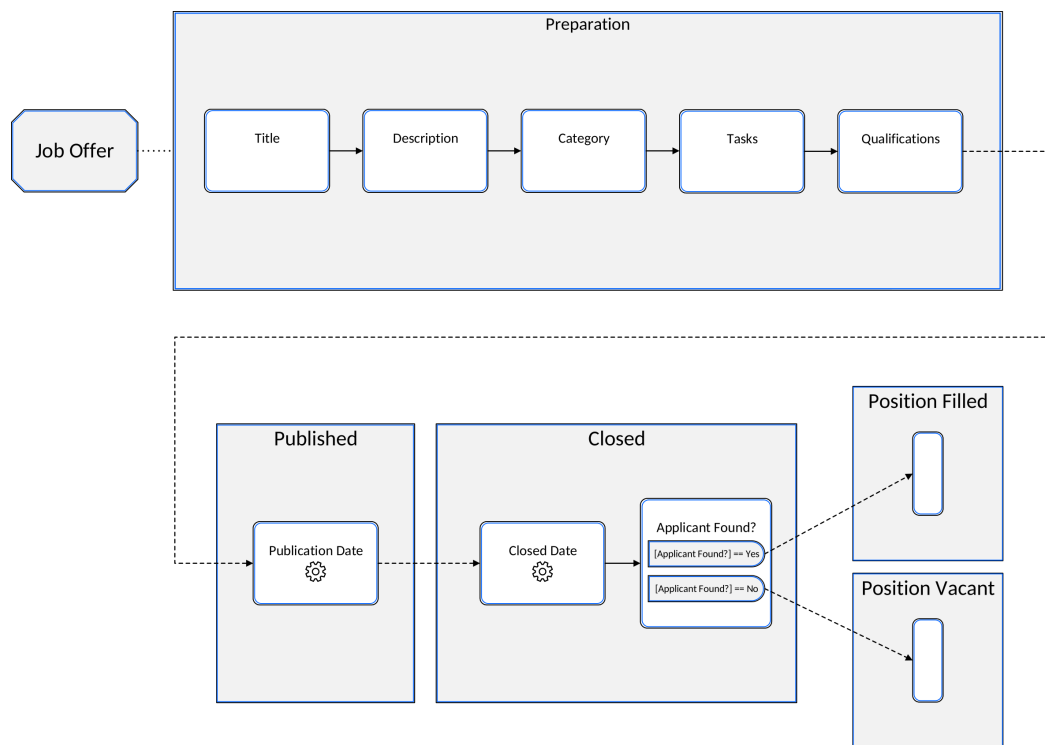 Preparation
Job Offer
Title
Description
Category
Tasks
Qualifications
Published
Publication Date
Closed
Closed Date
Applicant Found?
[Applicant Found?] == Yes
[Applicant Found?] == No
Position Filled
Position Vacant